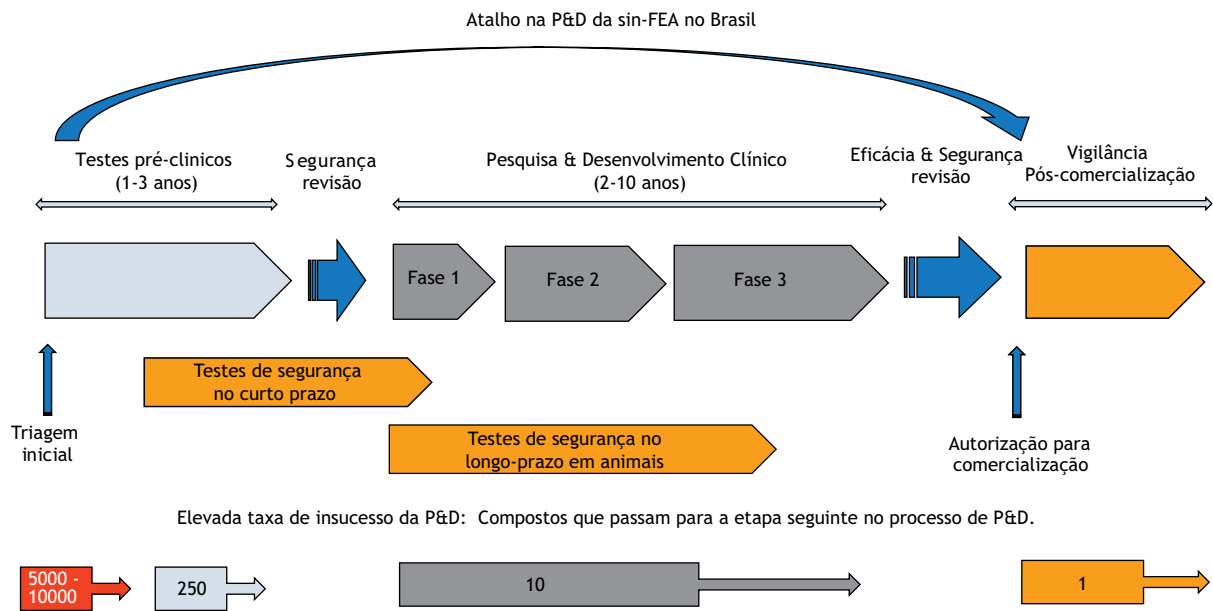 Atalho na P&D da sin-FEA no Brasil
Testes pré-clinicos
(1-3 anos)
Segurança
revisão
Pesquisa & Desenvolvimento Clínico
(2-10 anos)
Eficácia & Segurança
revisão
Vigilância
Pós-comercialização
Fase 1
Fase 2
Fase 3
Testes de segurança
no curto prazo
Triagem
inicial
Testes de segurança no
longo-prazo em animais
Autorização para
comercialização
Elevada taxa de insucesso da P&D: Compostos que passam para a etapa seguinte no processo de P&D.
5000 -
10000
250
10
1